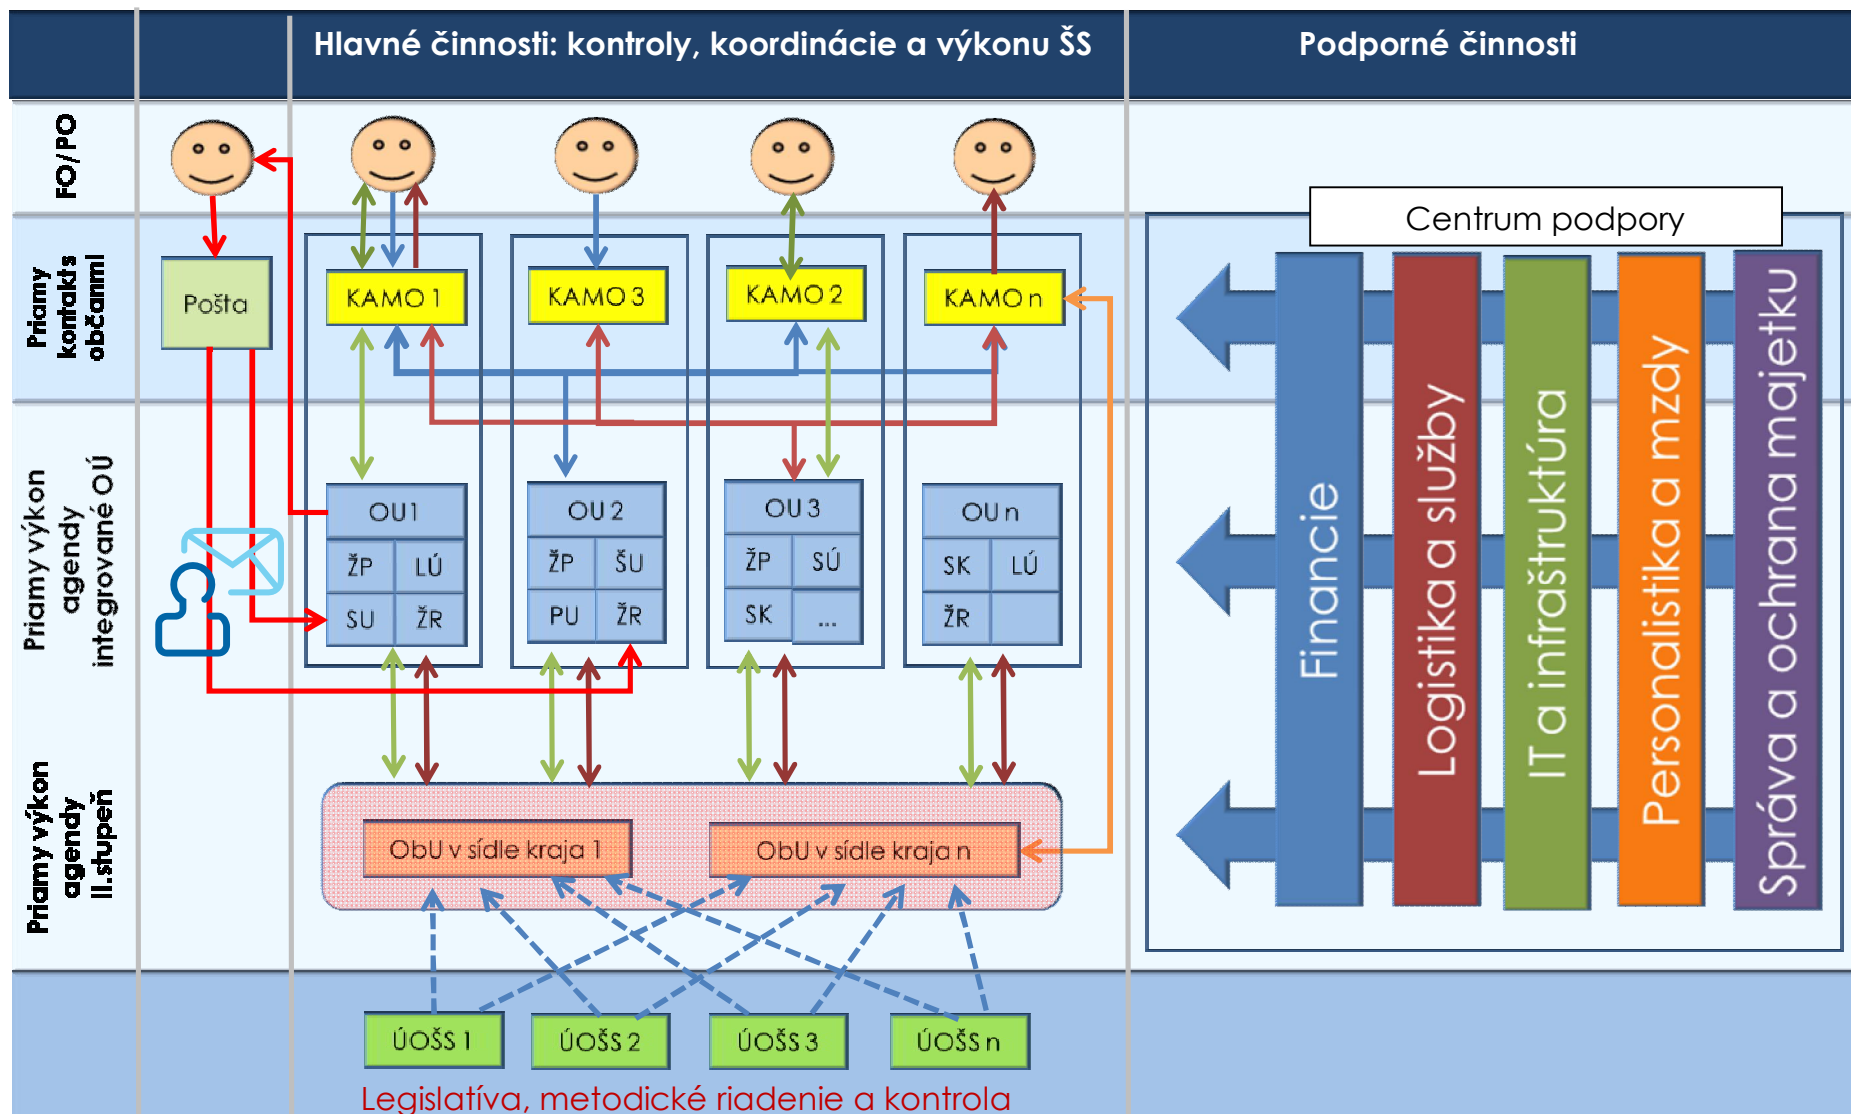 Hlavné činnosti: kontroly, koordinácie a výkonu ŠS
Podporné činnosti
FO/PO
Priamy
kontakt s
občanmi
Pošta
KAMO 1
KAMO 3
KAMO 2
KAMO n
Priamy výkon
agendy
integrované OÚ
OU1
ŽP
LÚ
SU
ŽR
OU 2
ŽP
ŠU
PU
ŽR
OU 3
ŽP
SÚ
SK
...
OU n
SK
LÚ
ŽR
Priamy výkon
agendy
II.stupeň
ObU v sídle kraja 1
ObU v sídle kraja n
ÚOŠS 1
ÚOŠS 2
ÚOŠS 3
ÚOŠS n
Legislatíva, metodické riadenie a kontrola
Centrum podpory
Financie
Logistika a služby
IT a infraštruktúra
Personalistika a mzdy
Správa a ochrana majetku